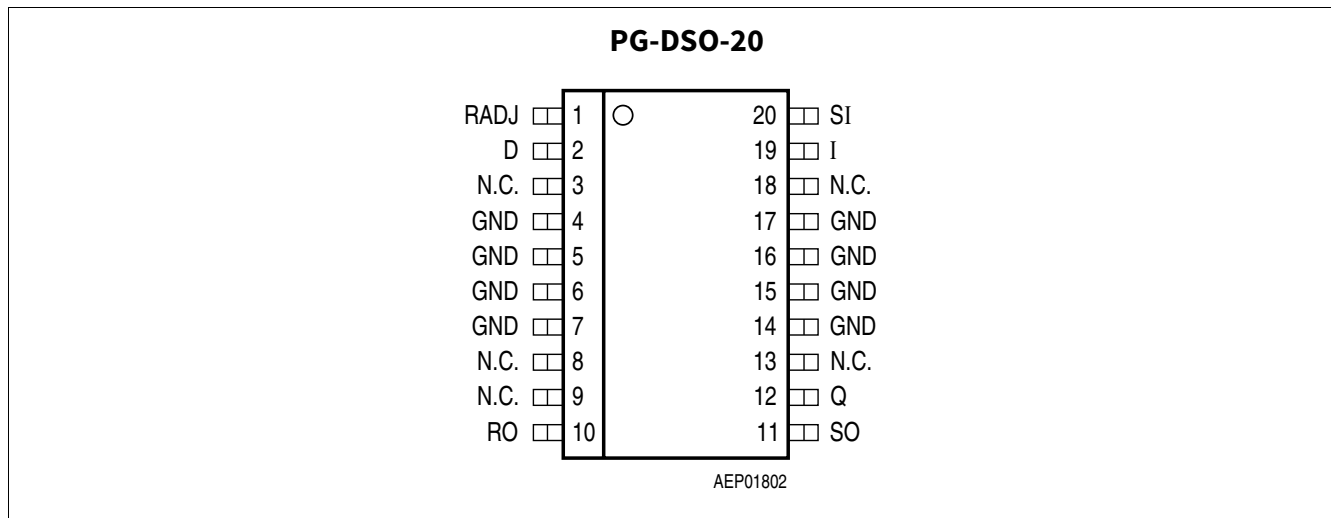 PG-DSO-20
RADJ 1 20 SI
D 2 19 I
N.C. 3 18 N.C.
GND 4 17 GND
GND 5 16 GND
GND 6 15 GND
GND 7 14 GND
N.C. 8 13 N.C.
N.C. 9 12 Q
RO 10 11 SO
AEP01802